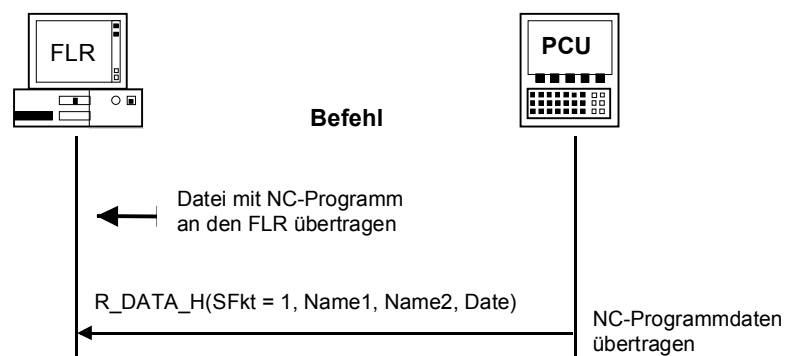 FLR
PCU
Befehl
Datei mit NC-Programm
an den FLR übertragen
R_DATA_H(SFkt = 1, Name1, Name2, Date)
NC-Programmdaten
übertragen